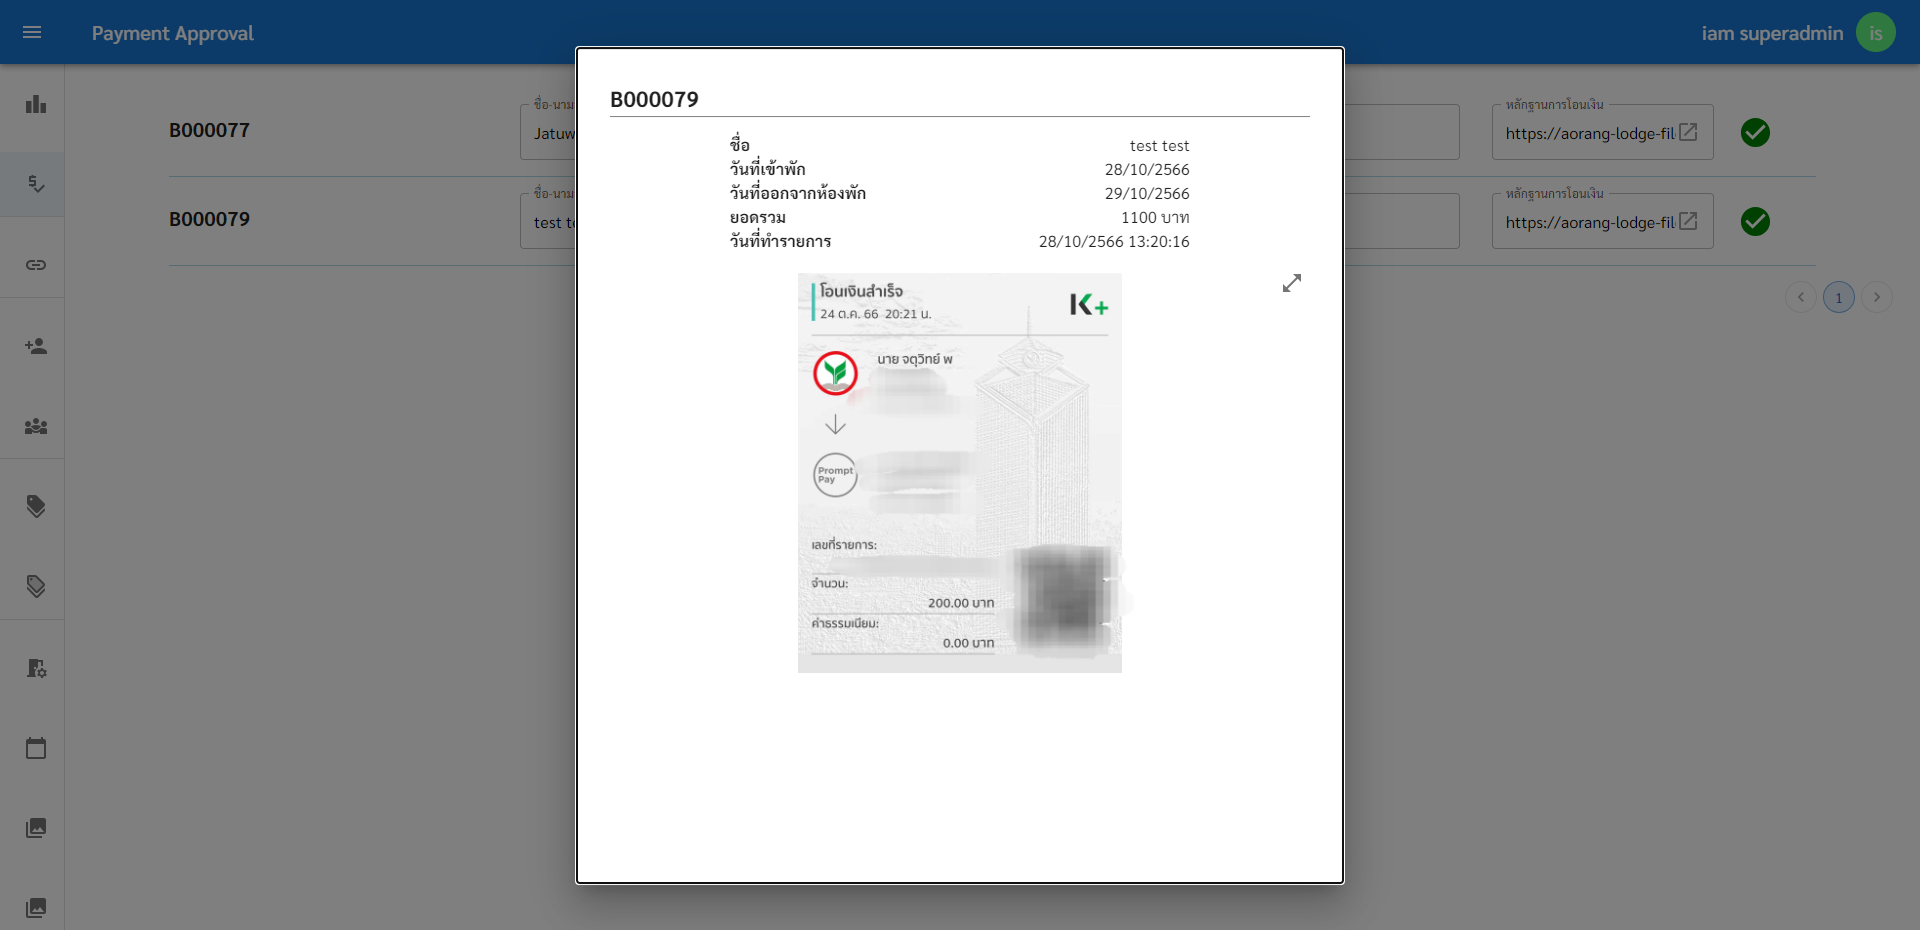 Payment Approval
iam superadmin
is
B000077
ชื่อ-นาม
Jatuw
หลักฐานการโอนเงิน
https://aorang-lodge-fil
B000079
ชื่อ-นาม
test te
หลักฐานการโอนเงิน
https://aorang-lodge-fil
1
B000079
ชื่อ test test
วันที่เข้าพัก 28/10/2566
วันที่ออกจากห้องพัก 29/10/2566
ยอดรวม 1100 บาท
วันที่ทำรายการ 28/10/2566 13:20:16
โอนเงินสำเร็จ
24 ต.ค. 66 20:21 น.
K+
นาย จตุวิทย์ พ
Prompt
Pay
เลขที่รายการ:
จำนวน:
200.00 บาท
ค่าธรรมเนียม:
0.00 บาท